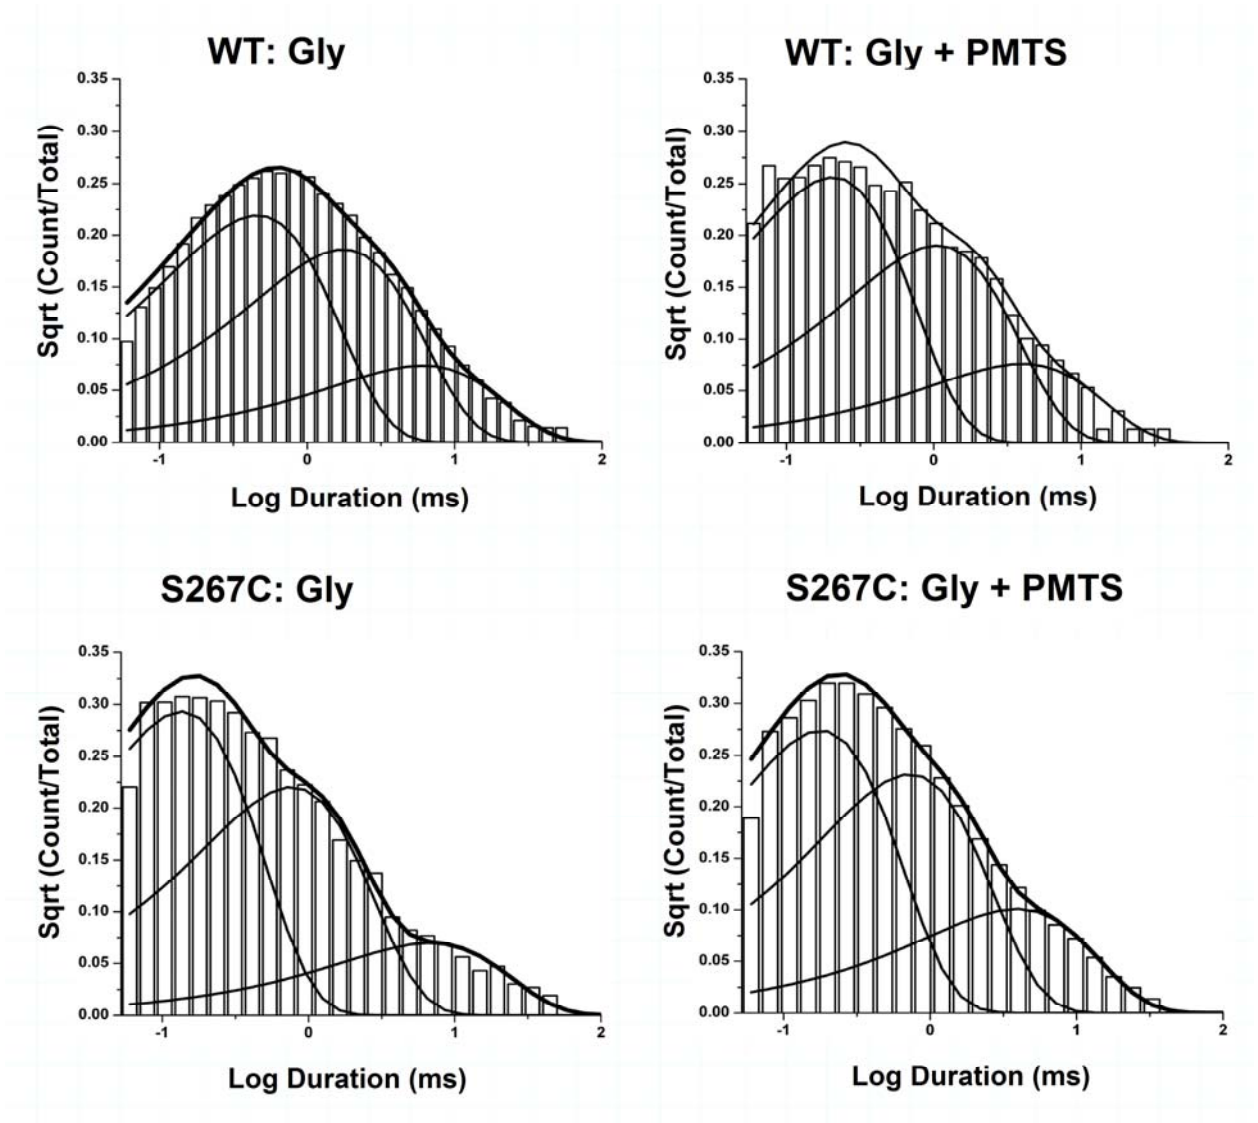 WT: Gly
0.35
0.30
0.25
0.20
0.15
0.10
0.05
0.00
Sqrt (Count/Total)
-1 0 1 2
Log Duration (ms)
WT: Gly + PMTS
0.35
0.30
0.25
0.20
0.15
0.10
0.05
0.00
Sqrt (Count/Total)
-1 0 1 2
Log Duration (ms)
S267C: Gly
0.35
0.30
0.25
0.20
0.15
0.10
0.05
0.00
Sqrt (Count/Total)
-1 0 1 2
Log Duration (ms)
S267C: Gly + PMTS
0.35
0.30
0.25
0.20
0.15
0.10
0.05
0.00
Sqrt (Count/Total)
-1 0 1 2
Log Duration (ms)